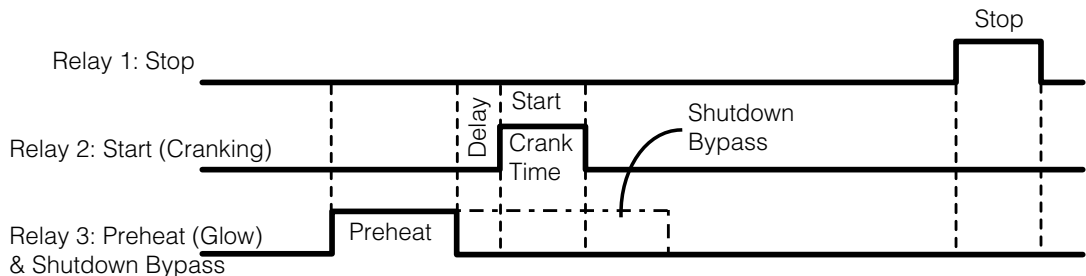 Stop
Relay 1: Stop
Delay
Start
Shutdown
Bypass
Relay 2: Start (Cranking)
Crank
Time
Relay 3: Preheat (Glow)
& Shutdown Bypass
Preheat